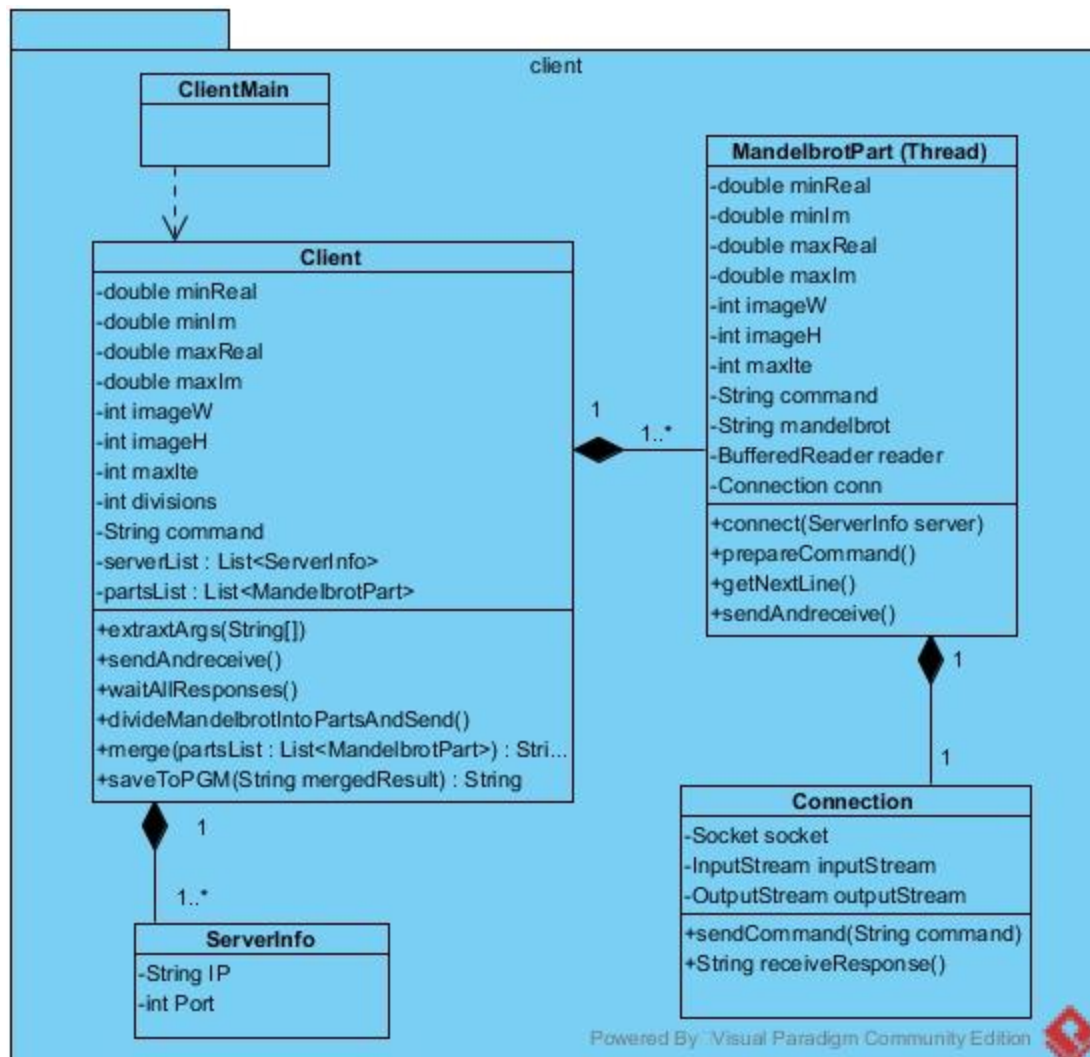 client
ClientMain
Client
-double minReal
-double minIm
-double maxReal
-double maxIm
-int imageW
-int imageH
-int maxIte
-int divisions
-String command
-serverList : List<ServerInfo>
-partsList : List<MandelbrotPart>
+extraxtArgs(String[])
+sendAndreceive()
+waitAllResponses()
+divideMandelbrotIntoPartsAndSend()
+merge(partsList : List<MandelbrotPart>) : Stri...
+saveToPGM(String mergedResult) : String
1
1..*
MandelbrotPart (Thread)
-double minReal
-double minIm
-double maxReal
-double maxIm
-int imageW
-int imageH
-int maxIte
-String command
-String mandelbrot
-BufferedReader reader
-Connection conn
+connect(ServerInfo server)
+prepareCommand()
+getNextLine()
+sendAndreceive()
1
1
1
1..*
ServerInfo
-String IP
-int Port
Connection
-Socket socket
-InputStream inputStream
-OutputStream outputStream
+sendCommand(String command)
+String receiveResponse()
Powered By Visual Paradigm Community Edition